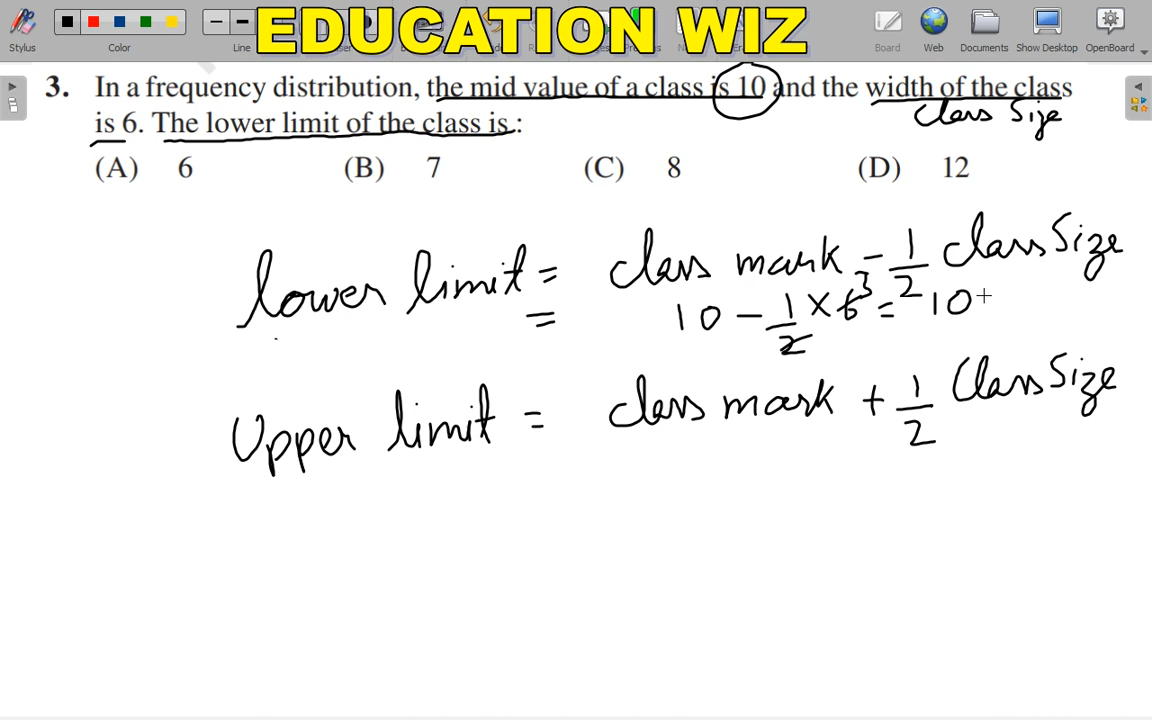 EDUCATION WIZ
Stylus Color Line Board Web Documents Show Desktop OpenBoard
3. In a frequency distribution, the mid value of a class is 10 and the width of the class
class Size
is 6. The lower limit of the class is :
(A) 6 (B) 7 (C) 8 (D) 12
lower limit = class mark - 1/2 class Size
= 10 - 1/2 × 6 3 = 10+
Upper limit = class mark + 1/2 Class Size